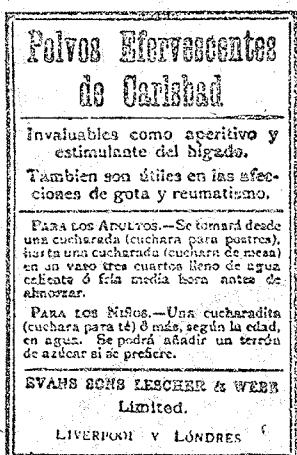 Polvos Efervescentes
de Carlsbad
Invaluables como aperitivo y
estimulante del higado.
Tambien son útiles en las afec-
ciones de gota y reumatismo.
PARA LOS ADULTOS.—Se tomará desde
una cucharada (cuchara para postres),
hasta una cucharada (cuchara de mesa)
en un vaso tres cuartos lleno de agua
caliente ó fria media hora antes de
almorzar.
PARA LOS NIÑOS.—Una cucharadita
(cuchara para té) ó más, según la edad,
en agua. Se podrá añadir un terrón
de azúcar si se prefiere.
EVANS SONS LESCHER & WEBB
Limited.
LIVERPOOL Y LÓNDRES